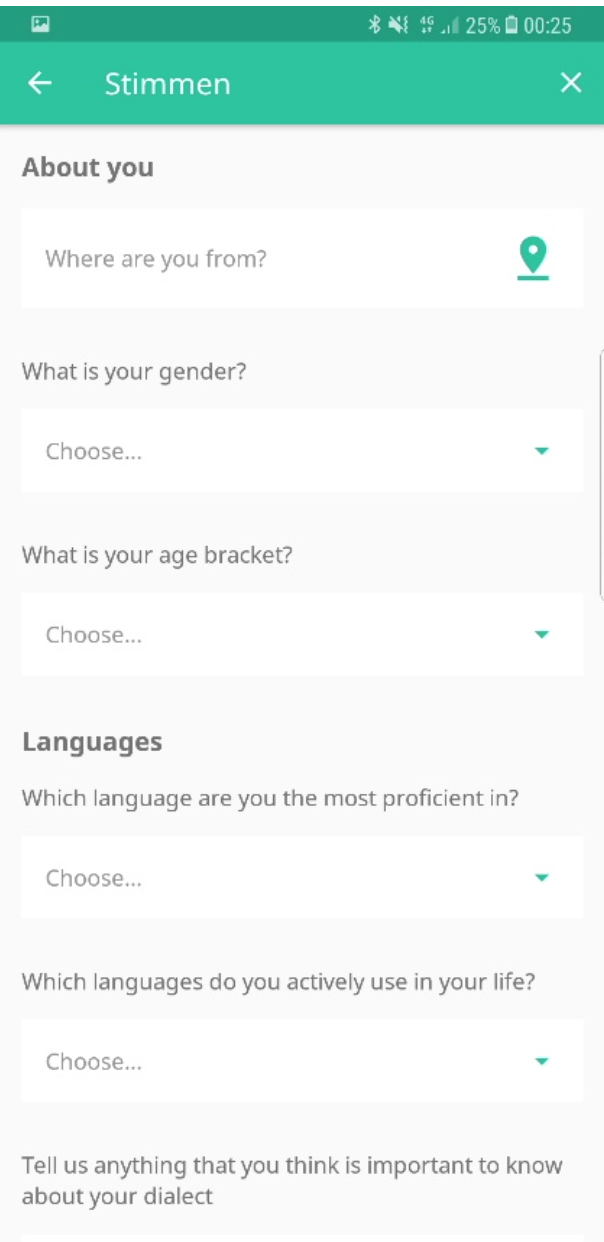 4G 25% 00:25
Stimmen
About you
Where are you from?
What is your gender?
Choose...
What is your age bracket?
Choose...
Languages
Which language are you the most proficient in?
Choose...
Which languages do you actively use in your life?
Choose...
Tell us anything that you think is important to know
about your dialect